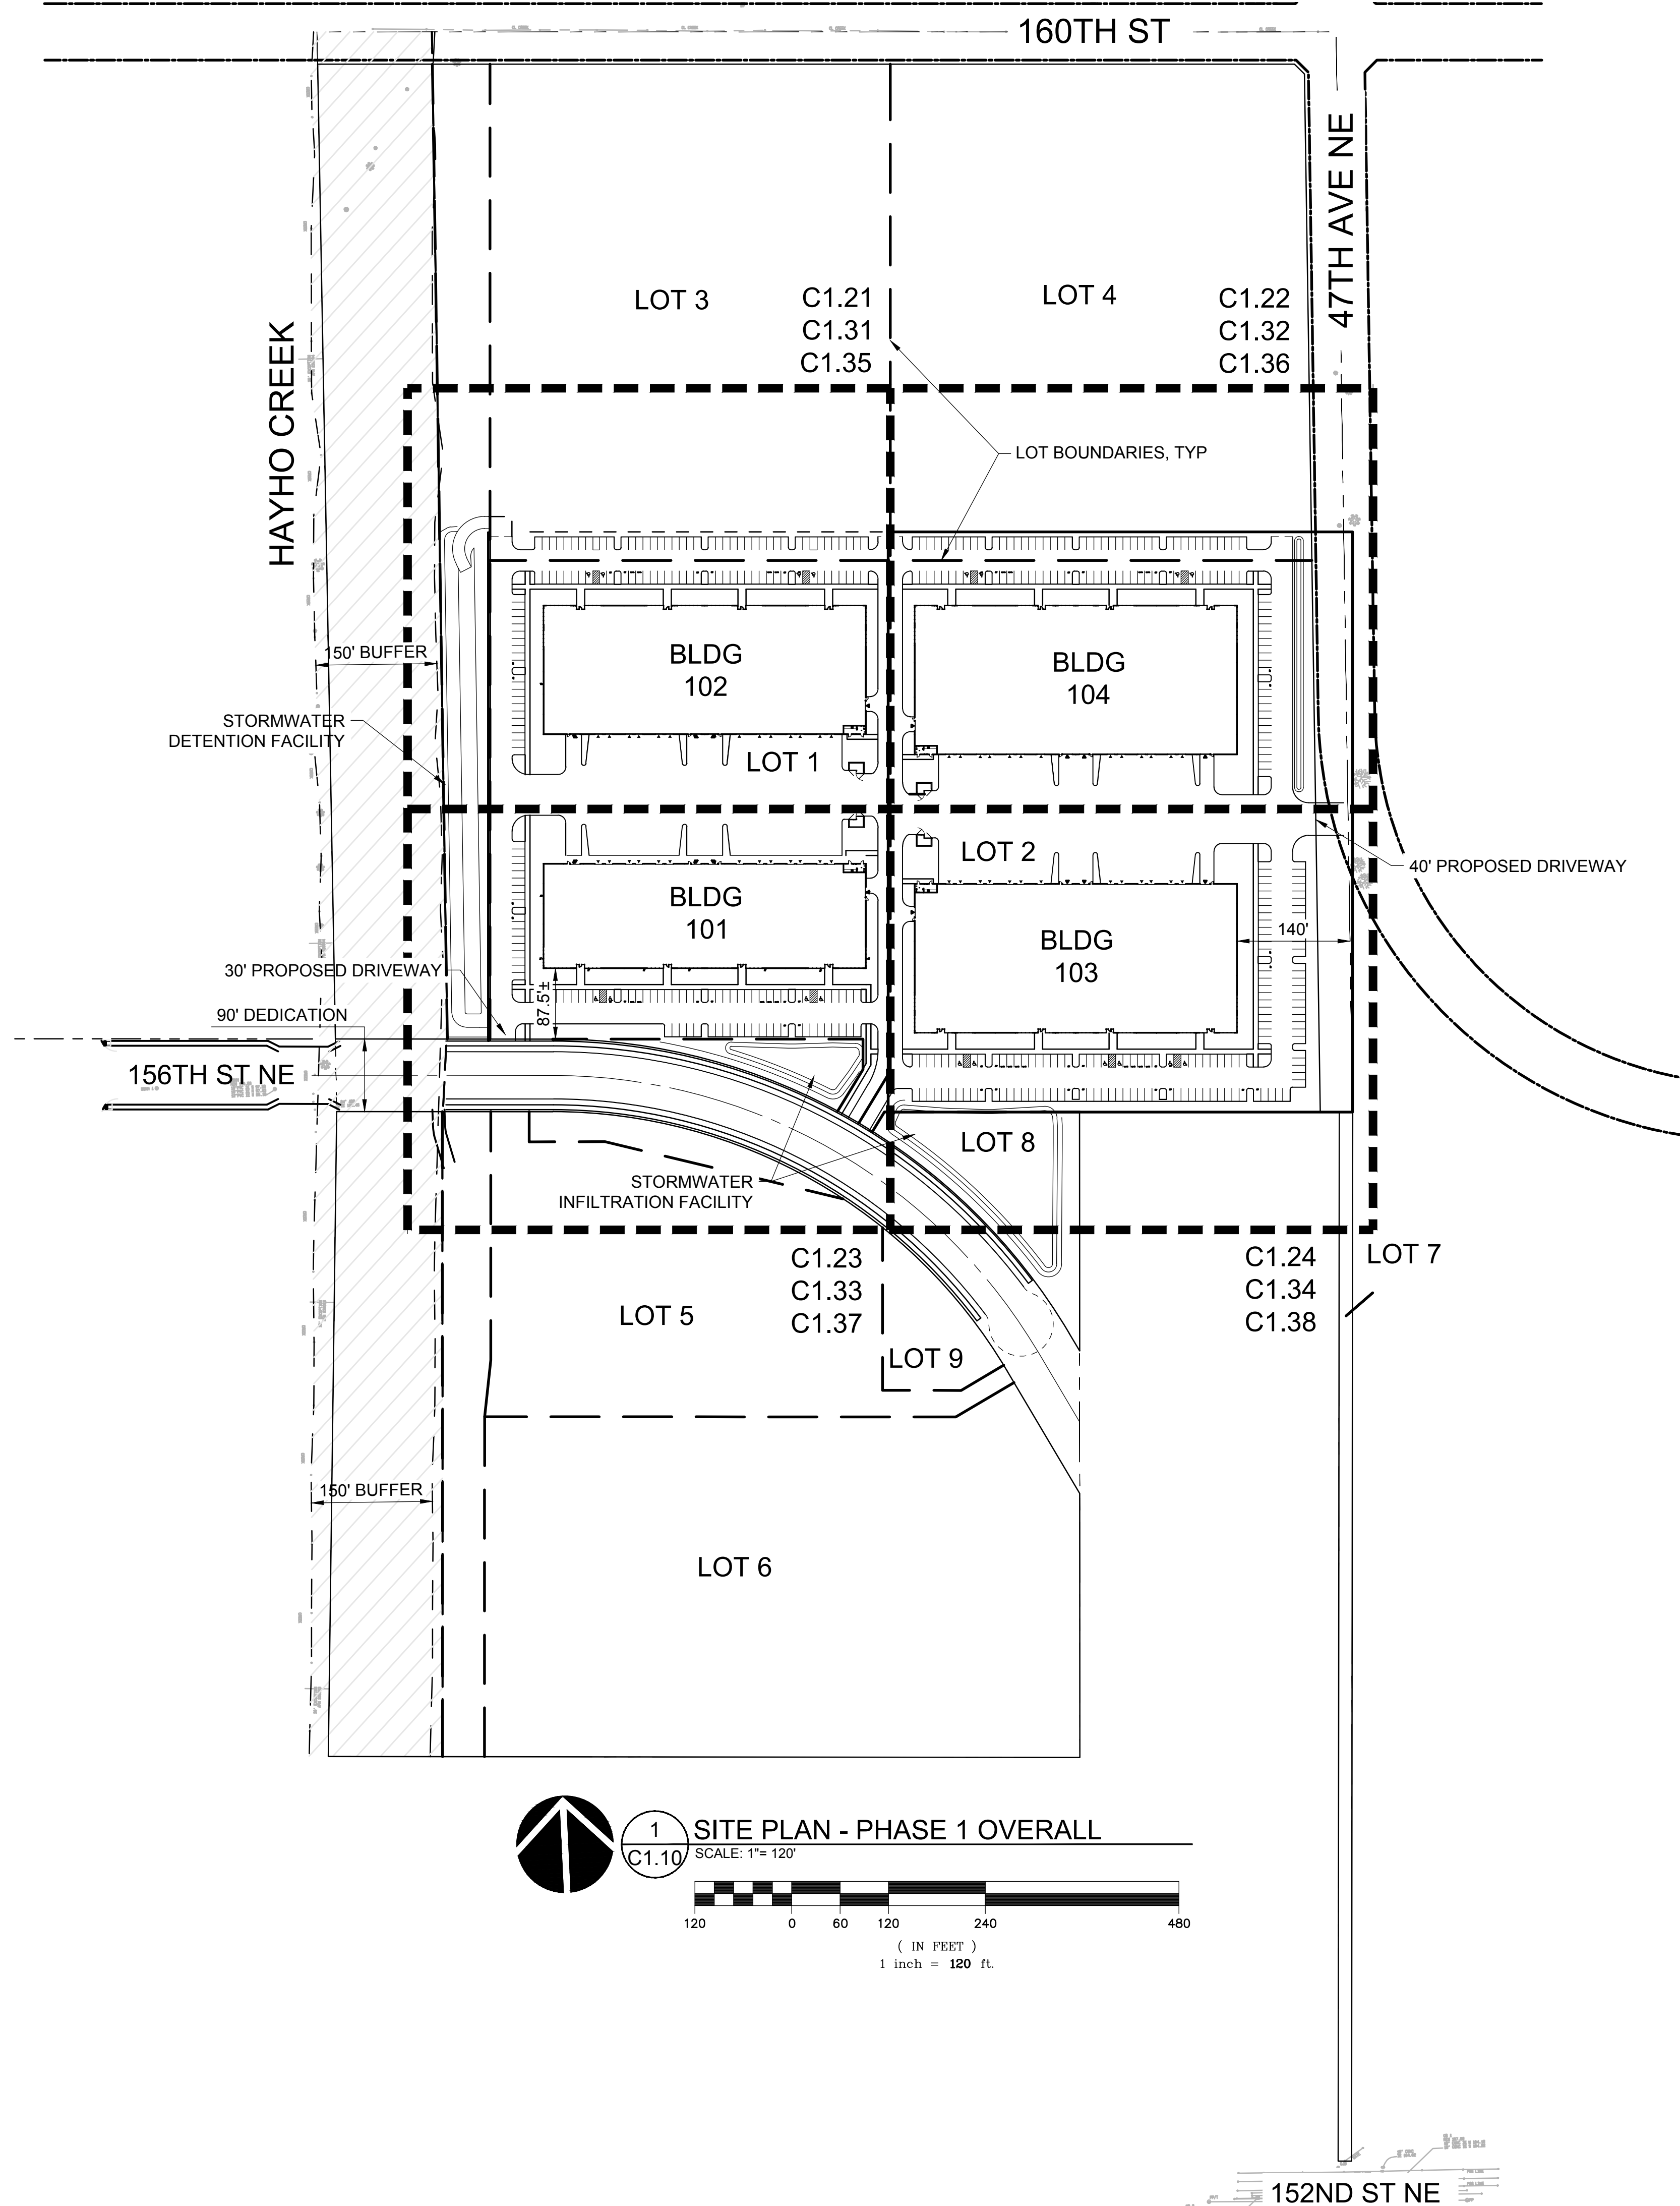 160TH ST
47TH AVE NE
LOT 3
C1.21
C1.31
C1.35
LOT 4
C1.22
C1.32
C1.36
HAYHO CREEK
LOT BOUNDARIES, TYP
150' BUFFER
BLDG
102
BLDG
104
STORMWATER
DETENTION FACILITY
LOT 1
LOT 2
40' PROPOSED DRIVEWAY
BLDG
101
BLDG
103
140'
30' PROPOSED DRIVEWAY
87.5'±
90' DEDICATION
156TH ST NE
LOT 8
STORMWATER
INFILTRATION FACILITY
C1.23
C1.33
C1.37
C1.24
C1.34
C1.38
LOT 7
LOT 5
LOT 9
150' BUFFER
LOT 6
1
C1.10
SITE PLAN - PHASE 1 OVERALL
SCALE: 1"= 120'
120 0 60 120 240 480
( IN FEET )
1 inch = 120 ft.
152ND ST NE